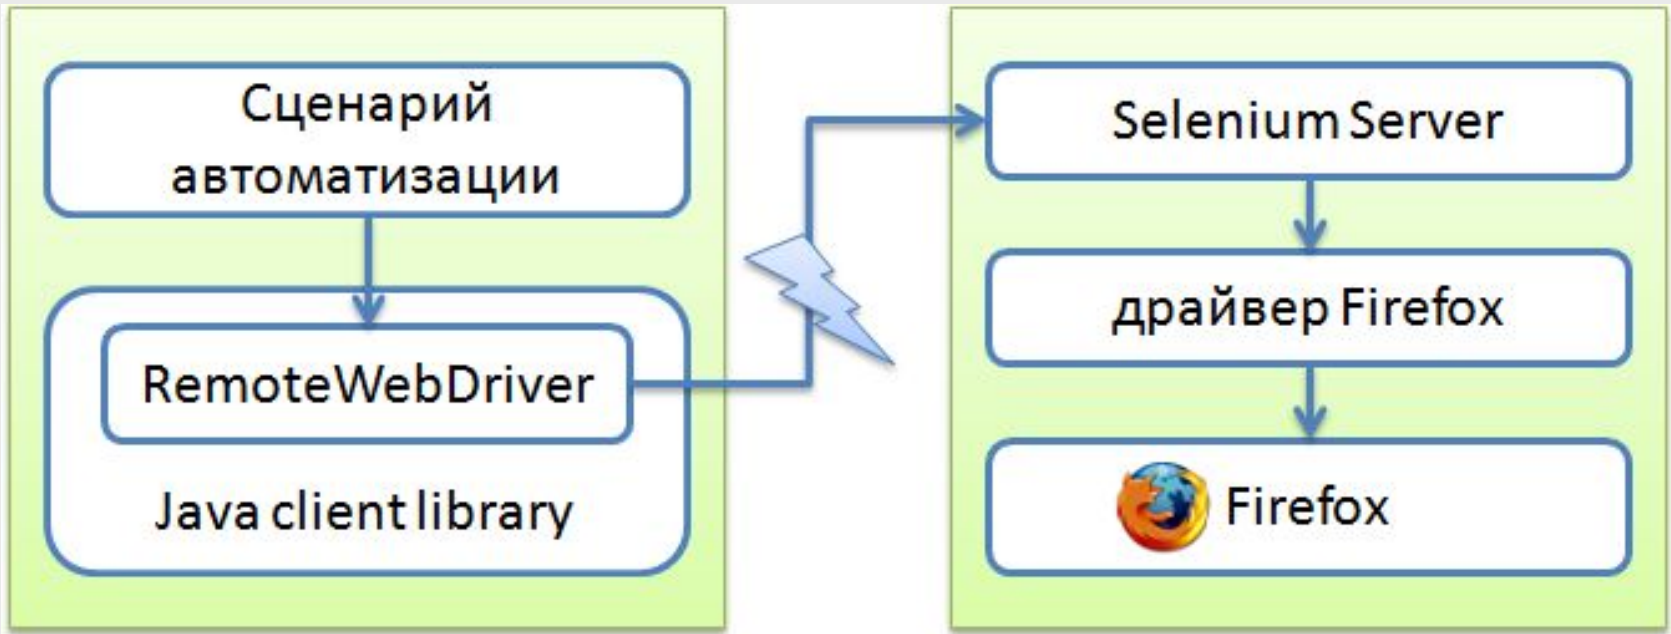 Сценарий
автоматизации
RemoteWebDriver
Java client library
Selenium Server
драйвер Firefox
Firefox